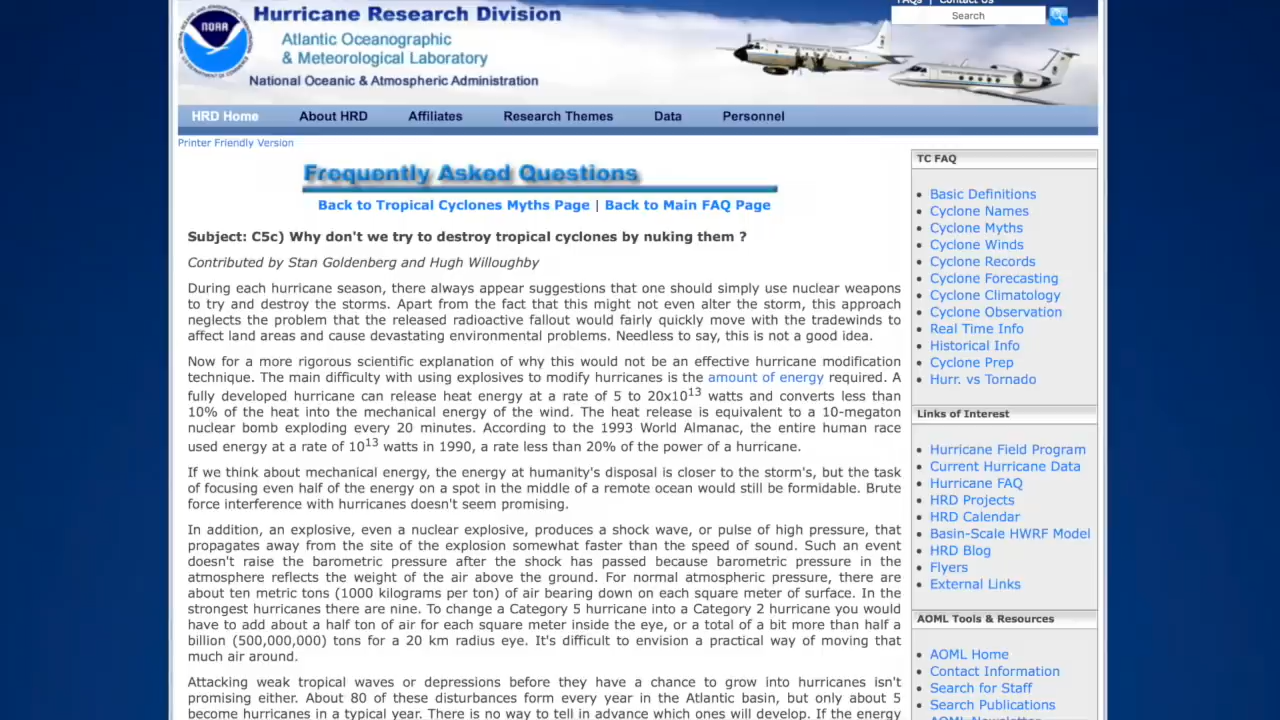 FAQs | Contact Us
Hurricane Research Division
Search
NOAA
Atlantic Oceanographic
& Meteorological Laboratory
National Oceanic & Atmospheric Administration
HRD Home About HRD Affiliates Research Themes Data Personnel
Printer Friendly Version
Frequently Asked Questions
Back to Tropical Cyclones Myths Page | Back to Main FAQ Page
Subject: C5c) Why don't we try to destroy tropical cyclones by nuking them ?
Contributed by Stan Goldenberg and Hugh Willoughby
During each hurricane season, there always appear suggestions that one should simply use nuclear weapons
to try and destroy the storms. Apart from the fact that this might not even alter the storm, this approach
neglects the problem that the released radioactive fallout would fairly quickly move with the tradewinds to
affect land areas and cause devastating environmental problems. Needless to say, this is not a good idea.
Now for a more rigorous scientific explanation of why this would not be an effective hurricane modification
technique. The main difficulty with using explosives to modify hurricanes is the amount of energy required. A
fully developed hurricane can release heat energy at a rate of 5 to 20x10¹³ watts and converts less than
10% of the heat into the mechanical energy of the wind. The heat release is equivalent to a 10-megaton
nuclear bomb exploding every 20 minutes. According to the 1993 World Almanac, the entire human race
used energy at a rate of 10¹³ watts in 1990, a rate less than 20% of the power of a hurricane.
If we think about mechanical energy, the energy at humanity's disposal is closer to the storm's, but the task
of focusing even half of the energy on a spot in the middle of a remote ocean would still be formidable. Brute
force interference with hurricanes doesn't seem promising.
In addition, an explosive, even a nuclear explosive, produces a shock wave, or pulse of high pressure, that
propagates away from the site of the explosion somewhat faster than the speed of sound. Such an event
doesn't raise the barometric pressure after the shock has passed because barometric pressure in the
atmosphere reflects the weight of the air above the ground. For normal atmospheric pressure, there are
about ten metric tons (1000 kilograms per ton) of air bearing down on each square meter of surface. In the
strongest hurricanes there are nine. To change a Category 5 hurricane into a Category 2 hurricane you would
have to add about a half ton of air for each square meter inside the eye, or a total of a bit more than half a
billion (500,000,000) tons for a 20 km radius eye. It's difficult to envision a practical way of moving that
much air around.
Attacking weak tropical waves or depressions before they have a chance to grow into hurricanes isn't
promising either. About 80 of these disturbances form every year in the Atlantic basin, but only about 5
become hurricanes in a typical year. There is no way to tell in advance which ones will develop. If the energy
TC FAQ
Basic Definitions
Cyclone Names
Cyclone Myths
Cyclone Winds
Cyclone Records
Cyclone Forecasting
Cyclone Climatology
Cyclone Observation
Real Time Info
Historical Info
Cyclone Prep
Hurr. vs Tornado
Links of Interest
Hurricane Field Program
Current Hurricane Data
Hurricane FAQ
HRD Projects
HRD Calendar
Basin-Scale HWRF Model
HRD Blog
Flyers
External Links
AOML Tools & Resources
AOML Home
Contact Information
Search for Staff
Search Publications
AOML Newsletter